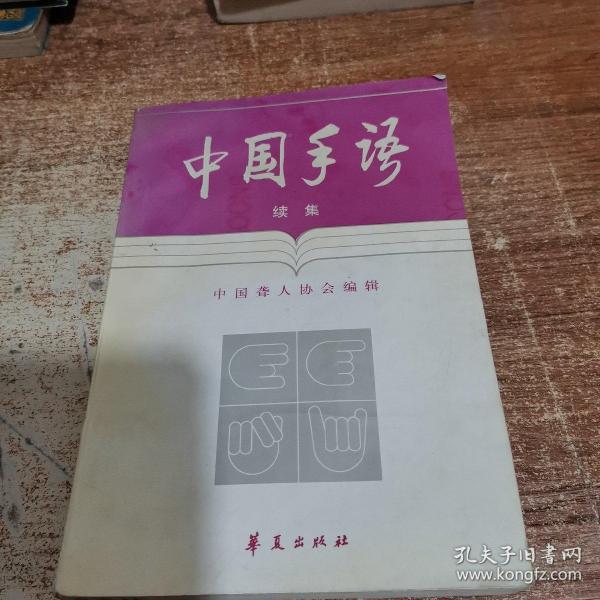 中国手语
续集
中国聋人协会编辑
華夏出版社
孔夫子旧书网
www.kongfz.com